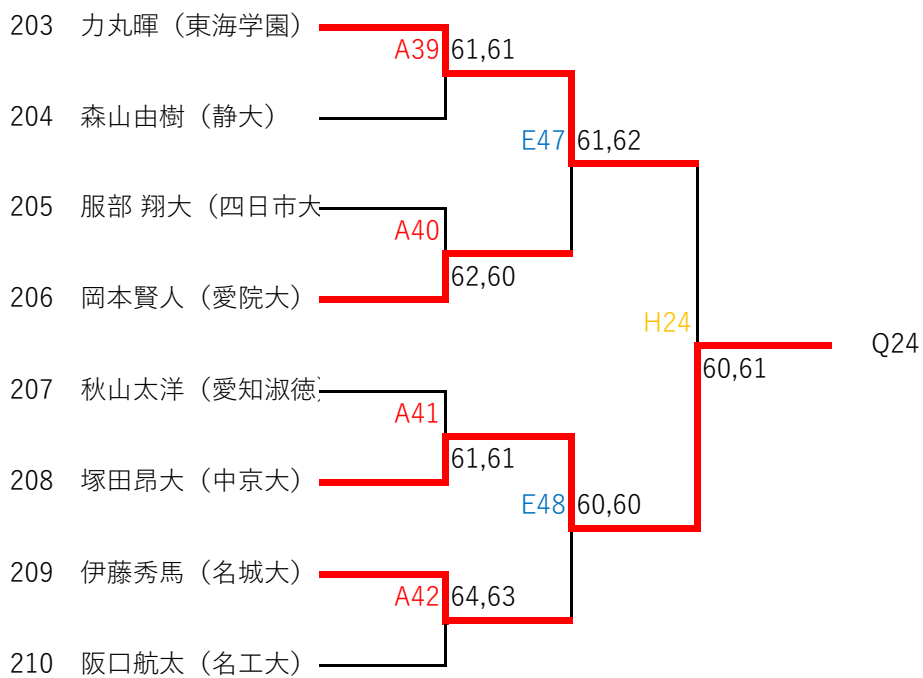 203 力丸暉（東海学園）
A39 61,61
204 森山由樹（静大）
E47 61,62
205 服部 翔大（四日市大
A40
62,60
206 岡本賢人（愛院大）
H24
Q24
60,61
207 秋山太洋（愛知淑徳）
A41
61,61
208 塚田昂大（中京大）
E48 60,60
209 伊藤秀馬（名城大）
A42 64,63
210 阪口航太（名工大）